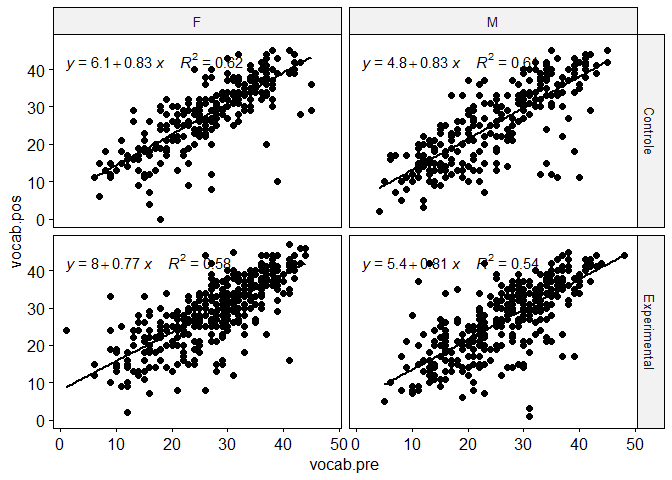 F M
y = 6.1 + 0.83 x R² = 0.62 y = 4.8 + 0.83 x R² = 0.61
40
30
20
10
0
Controle
vocab.pos
y = 8 + 0.77 x R² = 0.58 y = 5.4 + 0.81 x R² = 0.54
40
30
20
10
0
Experimental
0 10 20 30 40 50 0 10 20 30 40 50
vocab.pre